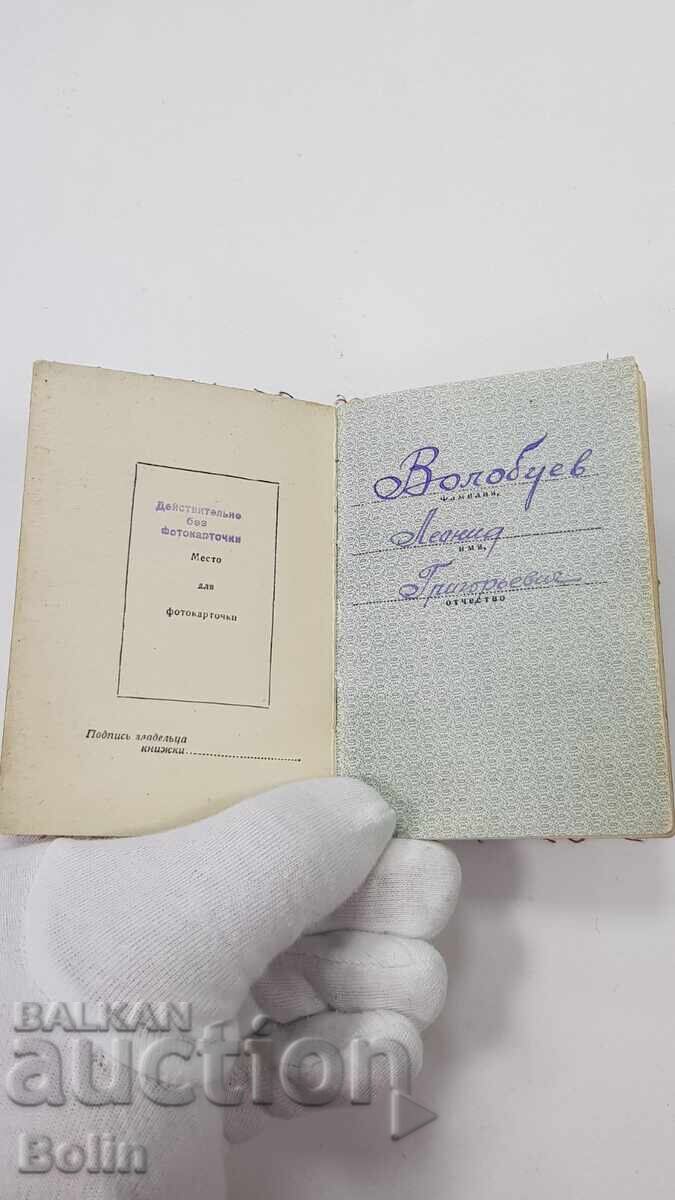 Действительно
без
фотокарточки
Место
для
фотокарточки
Подпись владельца
книжки
Волобуев
фамилия,
Леонид
имя,
Григорьевич
отчество
BALKAN
auction
Bolin